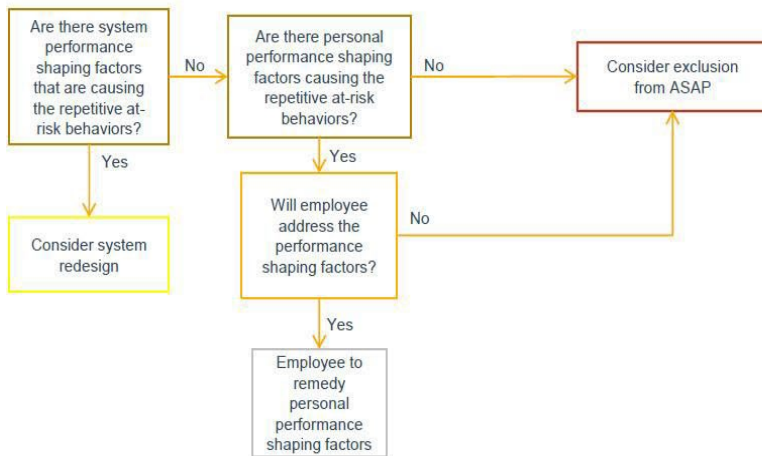 Are there system
performance
shaping factors
that are causing
the repetitive at-
risk behaviors?
No
Are there personal
performance shaping
factors causing the
repetitive at-risk
behaviors?
No
Consider exclusion
from ASAP
Yes
Yes
Consider system
redesign
Will employee
address the
performance
shaping factors?
No
Yes
Employee to
remedy
personal
performance
shaping factors